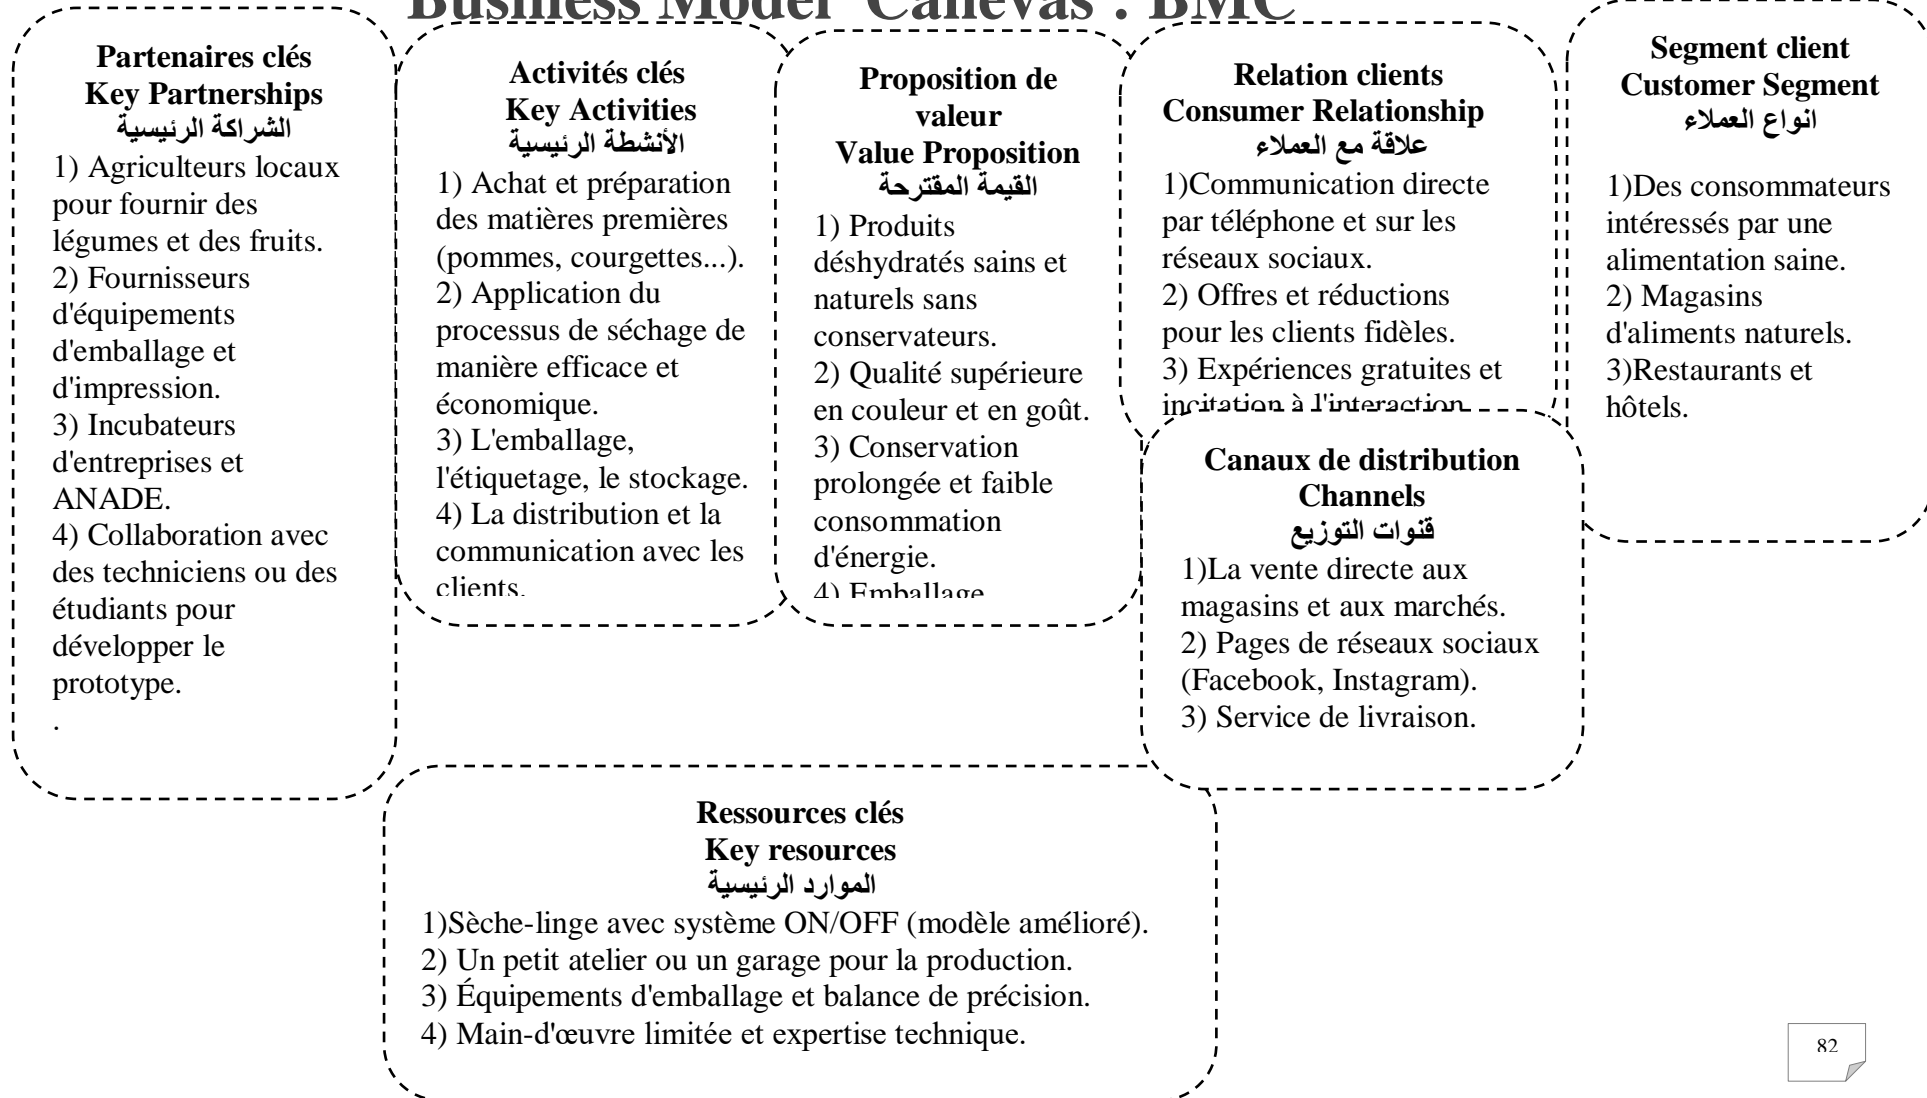 Business Model Canevas : BMC
Partenaires clés
Key Partnerships
الشراكة الرئيسية
1) Agriculteurs locaux
pour fournir des
légumes et des fruits.
2) Fournisseurs
d'équipements
d'emballage et
d'impression.
3) Incubateurs
d'entreprises et
ANADE.
4) Collaboration avec
des techniciens ou des
étudiants pour
développer le
prototype.
.
Activités clés
Key Activities
الأنشطة الرئيسية
1) Achat et préparation
des matières premières
(pommes, courgettes...).
2) Application du
processus de séchage de
manière efficace et
économique.
3) L'emballage,
l'étiquetage, le stockage.
4) La distribution et la
communication avec les
clients.
Proposition de
valeur
Value Proposition
القيمة المقترحة
1) Produits
déshydratés sains et
naturels sans
conservateurs.
2) Qualité supérieure
en couleur et en goût.
3) Conservation
prolongée et faible
consommation
d'énergie.
4) Emballage
Relation clients
Consumer Relationship
علاقة مع العملاء
1)Communication directe
par téléphone et sur les
réseaux sociaux.
2) Offres et réductions
pour les clients fidèles.
3) Expériences gratuites et
incitation à l'interaction
Canaux de distribution
Channels
قنوات التوزيع
1)La vente directe aux
magasins et aux marchés.
2) Pages de réseaux sociaux
(Facebook, Instagram).
3) Service de livraison.
Segment client
Customer Segment
انواع العملاء
1)Des consommateurs
intéressés par une
alimentation saine.
2) Magasins
d'aliments naturels.
3)Restaurants et
hôtels.
Ressources clés
Key resources
الموارد الرئيسية
1)Sèche-linge avec système ON/OFF (modèle amélioré).
2) Un petit atelier ou un garage pour la production.
3) Équipements d'emballage et balance de précision.
4) Main-d'œuvre limitée et expertise technique.
82